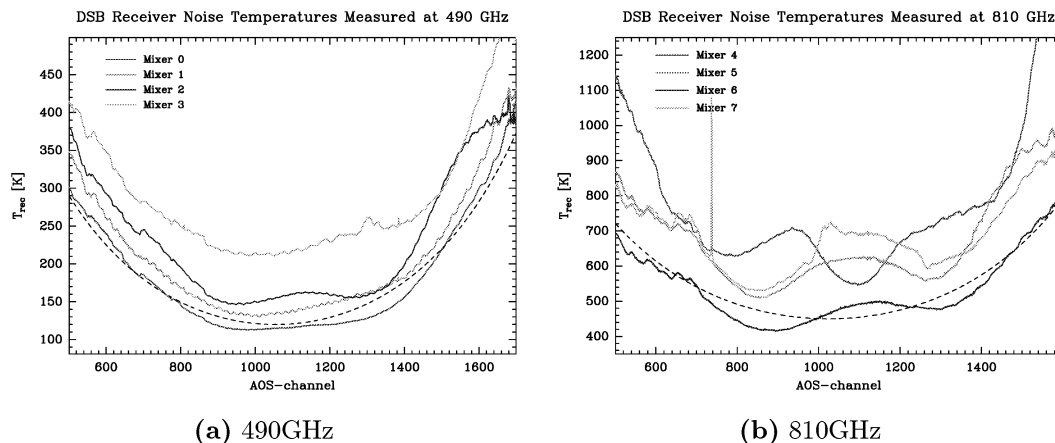 DSB Receiver Noise Temperatures Measured at 490 GHz
Mixer 0
Mixer 1
Mixer 2
Mixer 3
450
400
350
300
250
200
150
100
T_rec [K]
600 800 1000 1200 1400 1600
AOS-channel
(a) 490GHz
DSB Receiver Noise Temperatures Measured at 810 GHz
Mixer 4
Mixer 5
Mixer 6
Mixer 7
1200
1100
1000
900
800
700
600
500
400
T_rec [K]
600 800 1000 1200 1400
AOS-channel
(b) 810GHz